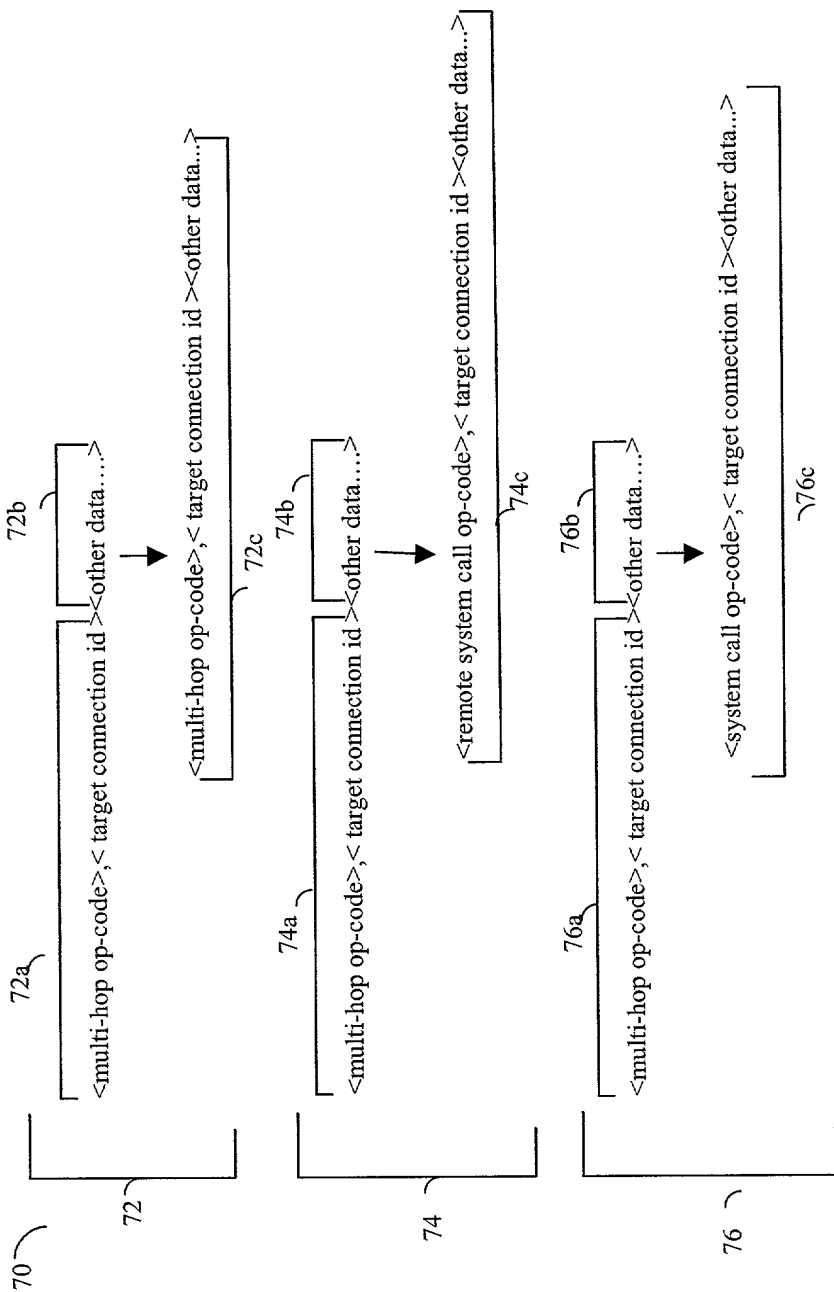 70
72
72a
72b
<multi-hop op-code>,< target connection id ><other data....>
<multi-hop op-code>,< target connection id ><other data...>
72c
74
74a
74b
<multi-hop op-code>,< target connection id ><other data....>
<remote system call op-code>,< target connection id ><other data...>
74c
76
76a
76b
<multi-hop op-code>,< target connection id ><other data....>
<system call op-code>,< target connection id ><other data...>
76c